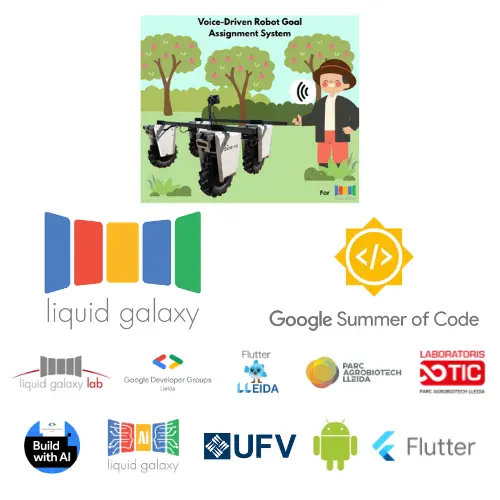 Voice-Driven Robot Goal
Assignment System
For
liquid galaxy
Google Summer of Code
liquid galaxy lab
Google Developer Groups
Lleida
Flutter
LLEIDA
PARC
AGROBIOTECH
LLEIDA
LABORATORIS
TIC
PARC AGROBIOTECH LLEIDA
Build
with AI
AI
liquid galaxy
UFV
Flutter